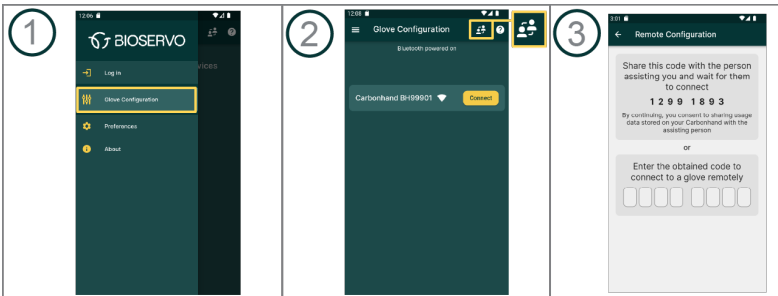 1
12:06
BIOSERVO
vices
Log In
Glove Configuration
Preferences
About
2
12:08
Glove Configuration
Bluetooth powered on
Carbonhand BH99901
Connect
3
3:01
Remote Configuration
Share this code with the person
assisting you and wait for them
to connect
1 2 9 9 1 8 9 3
By continuing, you consent to sharing usage
data stored on your Carbonhand with the
assisting person
or
Enter the obtained code to
connect to a glove remotely